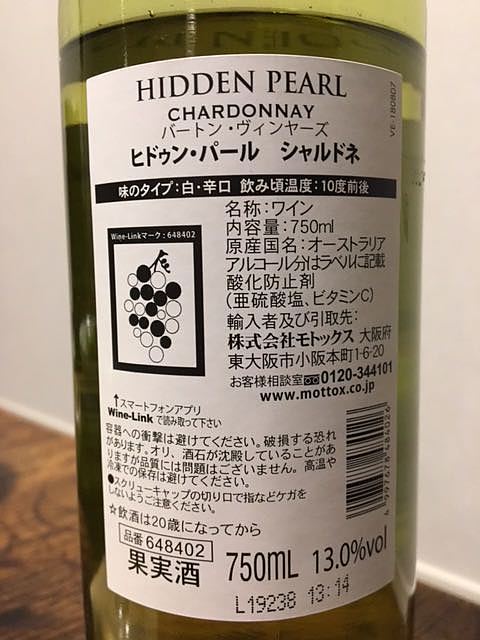 HIDDEN PEARL
CHARDONNAY
バートン・ヴィンヤーズ
ヒドゥン・パール シャルドネ
VE-180807
味のタイプ：白・辛口 飲み頃温度：10度前後
Wine-Linkマーク：648402
名称：ワイン
内容量：750ml
原産国名：オーストラリア
アルコール分はラベルに記載
酸化防止剤
(亜硫酸塩、ビタミンC)
輸入者及び引取先：
株式会社モトックス 大阪府
東大阪市小阪本町1-6-20
お客様相談室 0120-344101
www.mottox.co.jp
↑スマートフォンアプリ
Wine-Link で読み取って下さい
容器への衝撃は避けてください。破損する恐れ
があります。オリ、酒石が沈殿していることがあ
りますが品質には問題はございません。高温や
冷凍での保存は避けてください。
●スクリューキャップの切り口で指などケガを
しないようご注意ください。
☆飲酒は20歳になってから
品番 648402
果実酒 750mL 13.0%vol
4 997678 484026
L19238 13:14